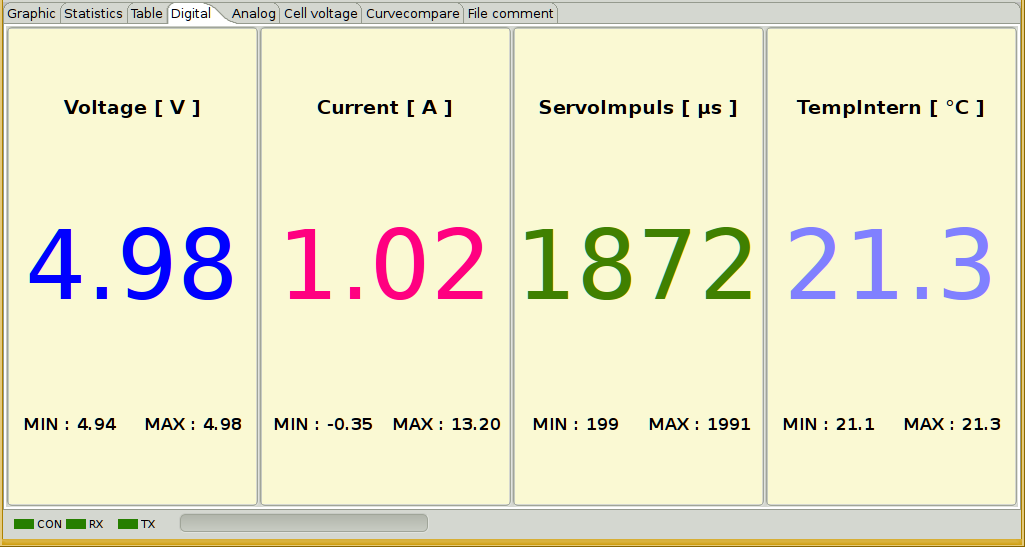 Graphic Statistics Table Digital Analog Cell voltage Curvecompare File comment
Voltage [ V ] Current [ A ] ServoImpuls [ µs ] TempIntern [ °C ]
4.98 1.02 1872 21.3
MIN : 4.94 MAX : 4.98 MIN : -0.35 MAX : 13.20 MIN : 199 MAX : 1991 MIN : 21.1 MAX : 21.3
CON RX TX